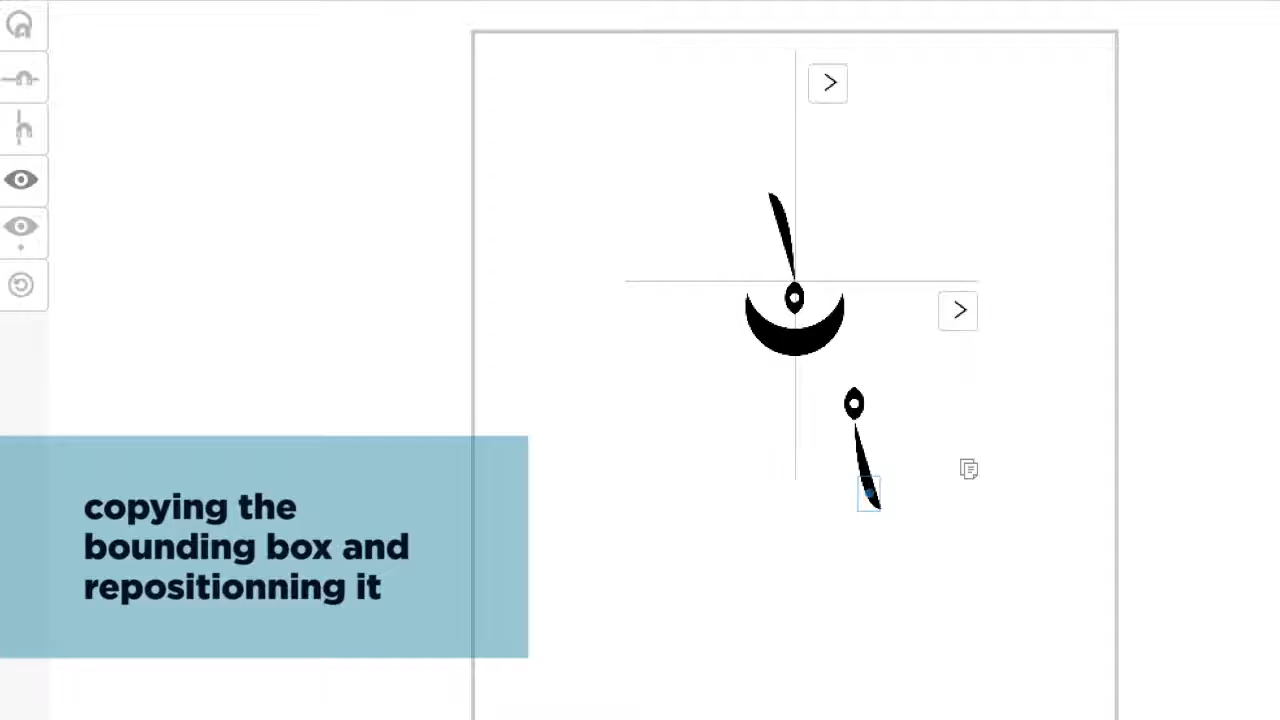 copying the
bounding box and
repositionning it